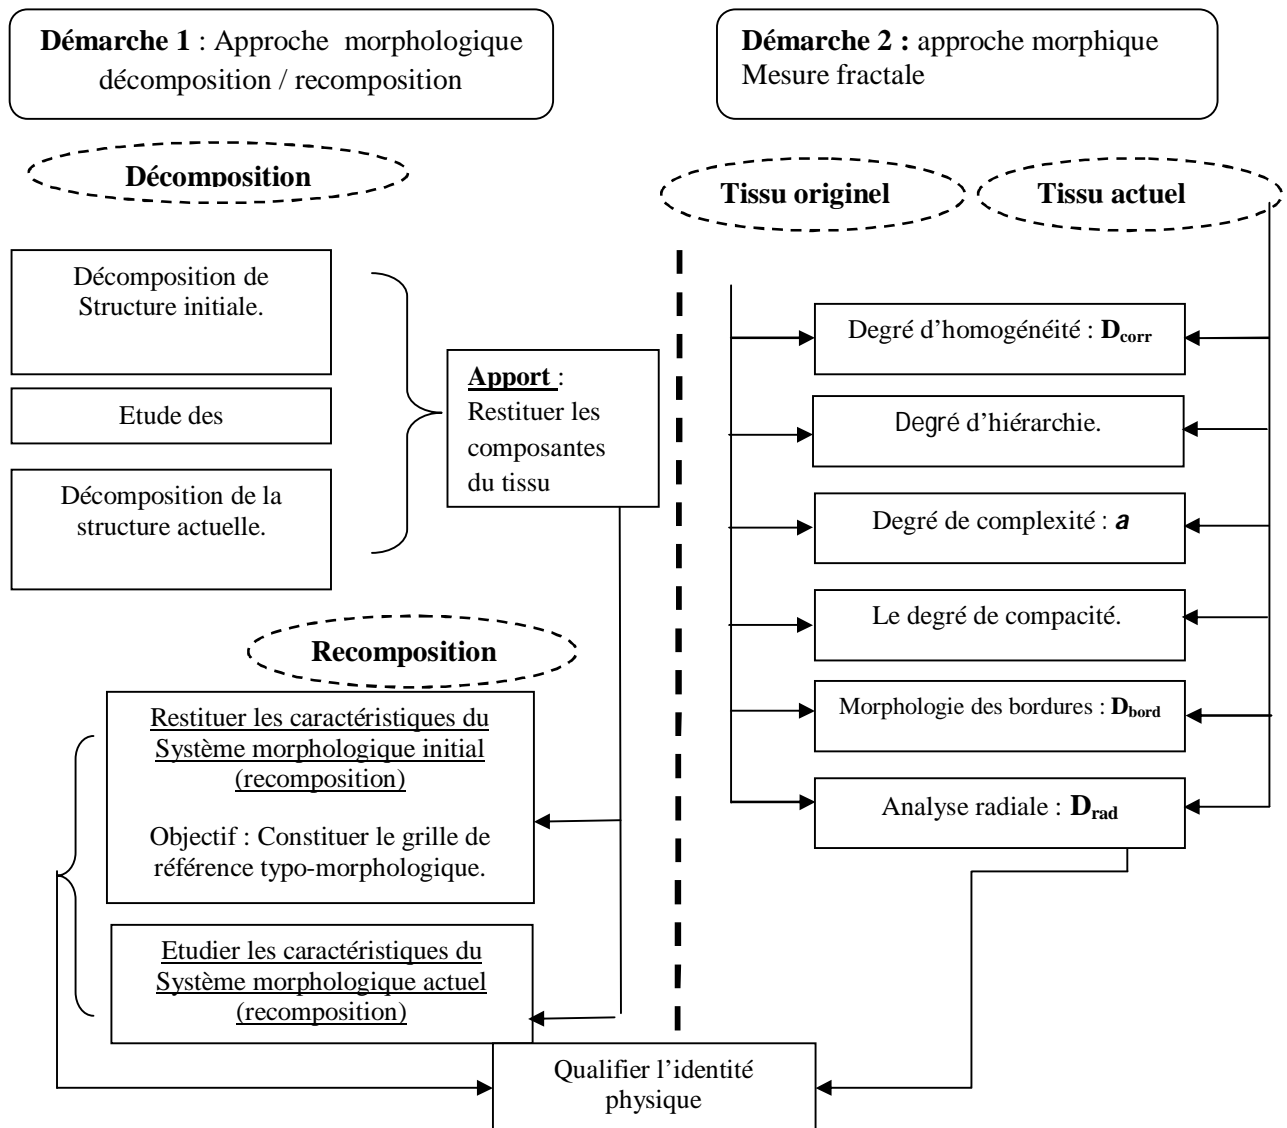 Démarche 1 : Approche morphologique
décomposition / recomposition
Démarche 2 : approche morphique
Mesure fractale
Décomposition
Tissu originel
Tissu actuel
Décomposition de
Structure initiale.
Etude des
Décomposition de la
structure actuelle.
Apport :
Restituer les
composantes
du tissu
Recomposition
Restituer les caractéristiques du
Système morphologique initial
(recomposition)
Objectif : Constituer le grille de
référence typo-morphologique.
Etudier les caractéristiques du
Système morphologique actuel
(recomposition)
Degré d’homogénéité : Dcorr
Degré d’hiérarchie.
Degré de complexité : a
Le degré de compacité.
Morphologie des bordures : Dbord
Analyse radiale : Drad
Qualifier l’identité
physique